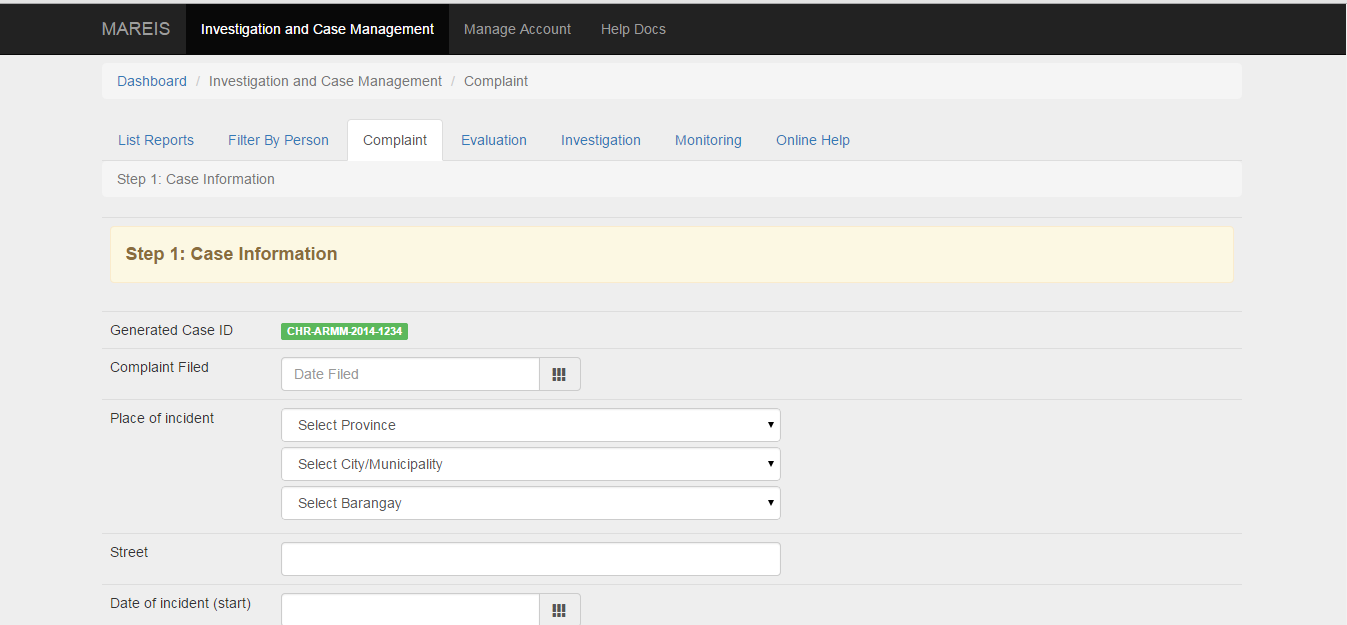 MAREIS Investigation and Case Management Manage Account Help Docs
Dashboard / Investigation and Case Management / Complaint
List Reports Filter By Person Complaint Evaluation Investigation Monitoring Online Help
Step 1: Case Information
Step 1: Case Information
Generated Case ID CHR-ARMM-2014-1234
Complaint Filed Date Filed
Place of incident Select Province
Select City/Municipality
Select Barangay
Street
Date of incident (start)